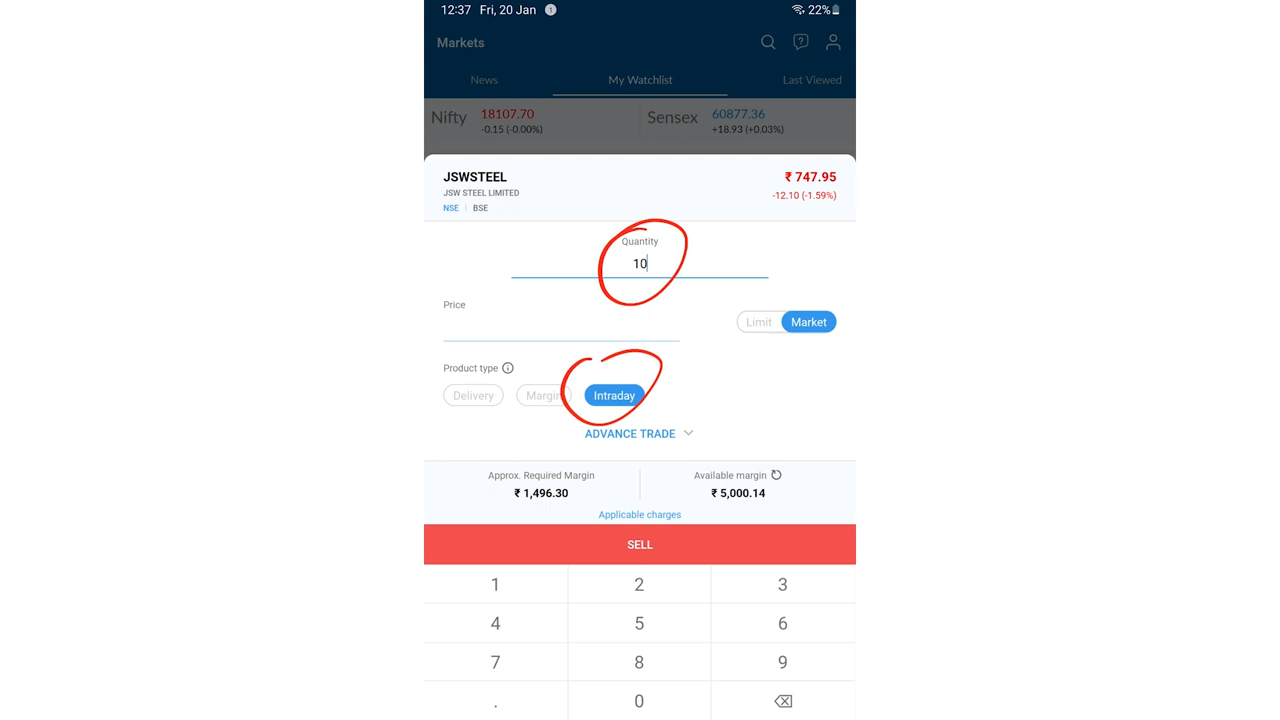 12:37 Fri, 20 Jan 1 22%
Markets
News My Watchlist Last Viewed
Nifty 18107.70 Sensex 60877.36
-0.15 (-0.00%) +18.93 (+0.03%)
JSWSTEEL ₹ 747.95
JSW STEEL LIMITED -12.10 (-1.59%)
NSE | BSE
Quantity
10
Price
Limit Market
Product type
Delivery Margin Intraday
ADVANCE TRADE
Approx. Required Margin Available margin
₹ 1,496.30 ₹ 5,000.14
Applicable charges
SELL
1 2 3
4 5 6
7 8 9
. 0